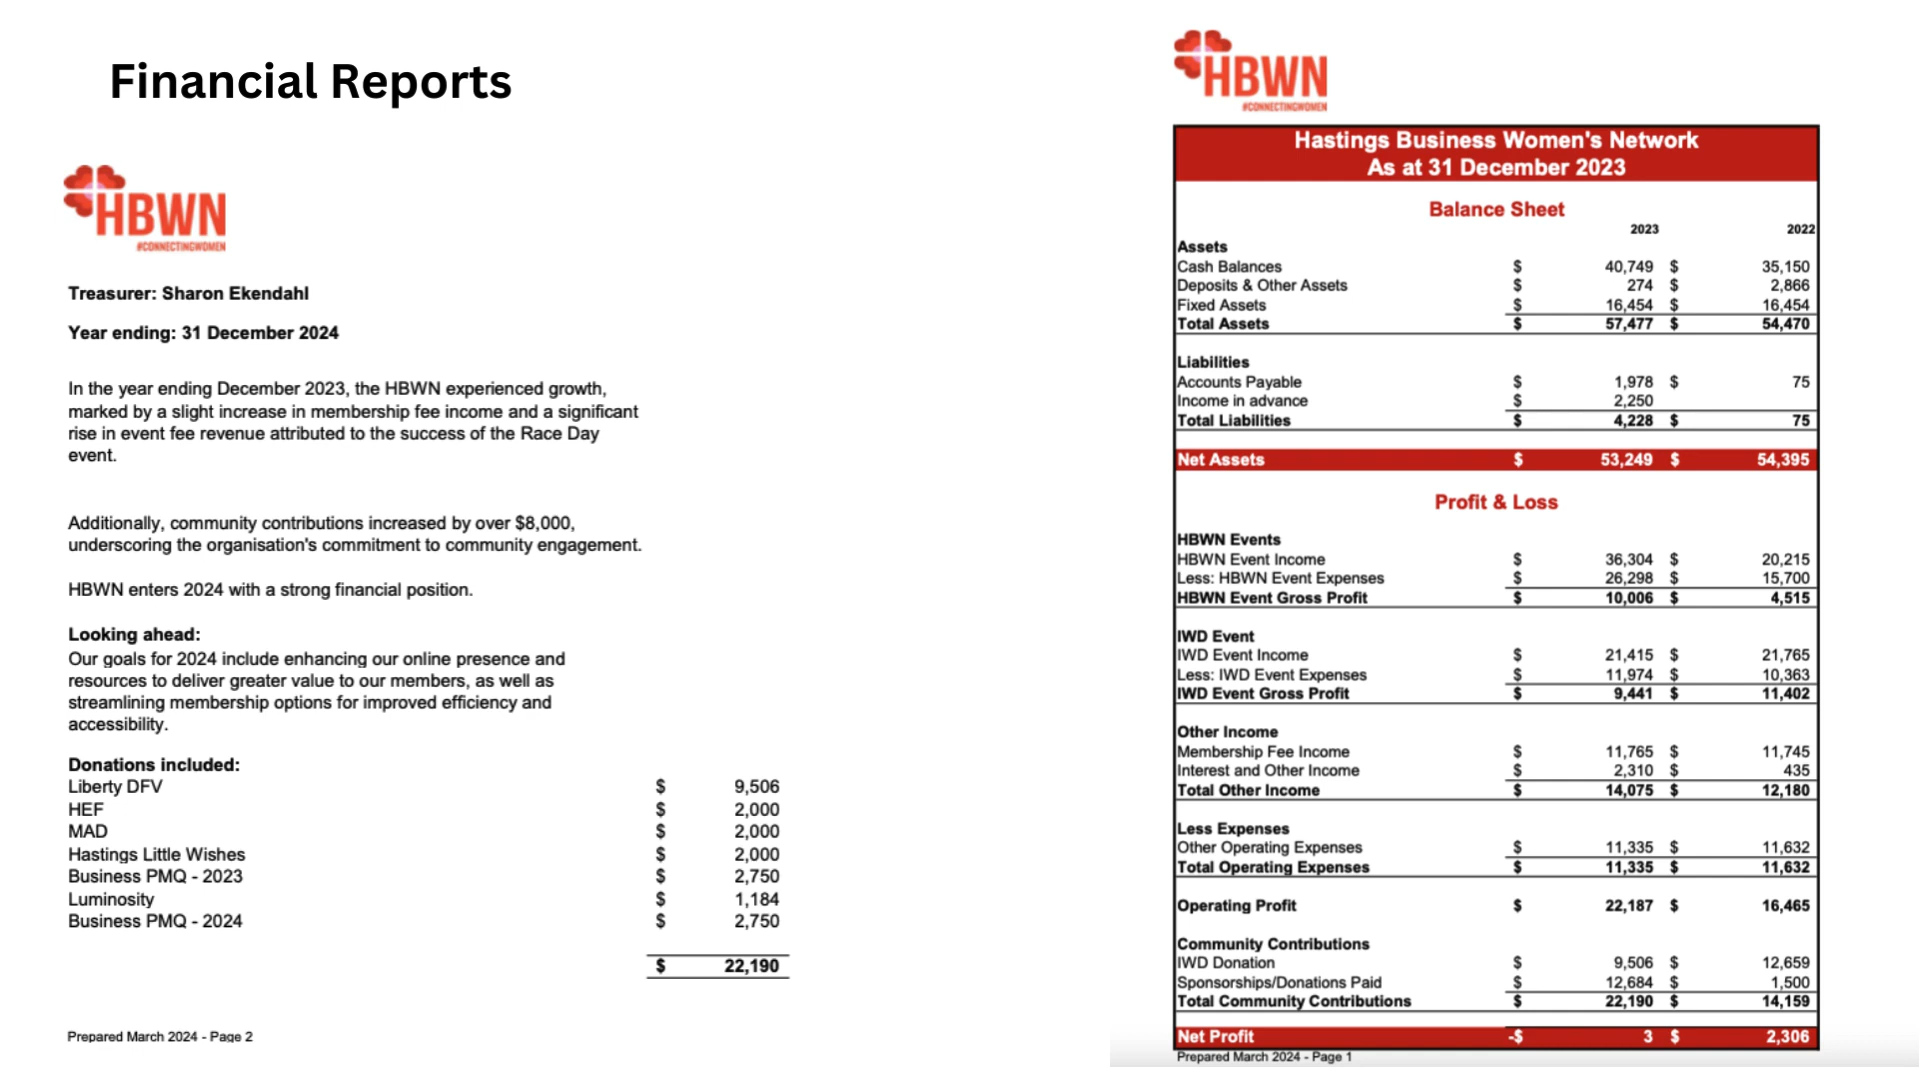 Financial Reports
HBWN
#CONNECTINGWOMEN
Treasurer: Sharon Ekendahl
Year ending: 31 December 2024
In the year ending December 2023, the HBWN experienced growth,
marked by a slight increase in membership fee income and a significant
rise in event fee revenue attributed to the success of the Race Day
event.
Additionally, community contributions increased by over $8,000,
underscoring the organisation's commitment to community engagement.
HBWN enters 2024 with a strong financial position.
Looking ahead:
Our goals for 2024 include enhancing our online presence and
resources to deliver greater value to our members, as well as
streamlining membership options for improved efficiency and
accessibility.
Donations included:
Liberty DFV $ 9,506
HEF $ 2,000
MAD $ 2,000
Hastings Little Wishes $ 2,000
Business PMQ - 2023 $ 2,750
Luminosity $ 1,184
Business PMQ - 2024 $ 2,750
$ 22,190
Prepared March 2024 - Page 2
HBWN
#CONNECTINGWOMEN
Hastings Business Women's Network
As at 31 December 2023
Balance Sheet
2023 2022
Assets
Cash Balances $ 40,749 $ 35,150
Deposits & Other Assets $ 274 $ 2,866
Fixed Assets $ 16,454 $ 16,454
Total Assets $ 57,477 $ 54,470
Liabilities
Accounts Payable $ 1,978 $ 75
Income in advance $ 2,250
Total Liabilities $ 4,228 $ 75
Net Assets $ 53,249 $ 54,395
Profit & Loss
HBWN Events
HBWN Event Income $ 36,304 $ 20,215
Less: HBWN Event Expenses $ 26,298 $ 15,700
HBWN Event Gross Profit $ 10,006 $ 4,515
IWD Event
IWD Event Income $ 21,415 $ 21,765
Less: IWD Event Expenses $ 11,974 $ 10,363
IWD Event Gross Profit $ 9,441 $ 11,402
Other Income
Membership Fee Income $ 11,765 $ 11,745
Interest and Other Income $ 2,310 $ 435
Total Other Income $ 14,075 $ 12,180
Less Expenses
Other Operating Expenses $ 11,335 $ 11,632
Total Operating Expenses $ 11,335 $ 11,632
Operating Profit $ 22,187 $ 16,465
Community Contributions
IWD Donation $ 9,506 $ 12,659
Sponsorships/Donations Paid $ 12,684 $ 1,500
Total Community Contributions $ 22,190 $ 14,159
Net Profit -$ 3 $ 2,306
Prepared March 2024 - Page 1